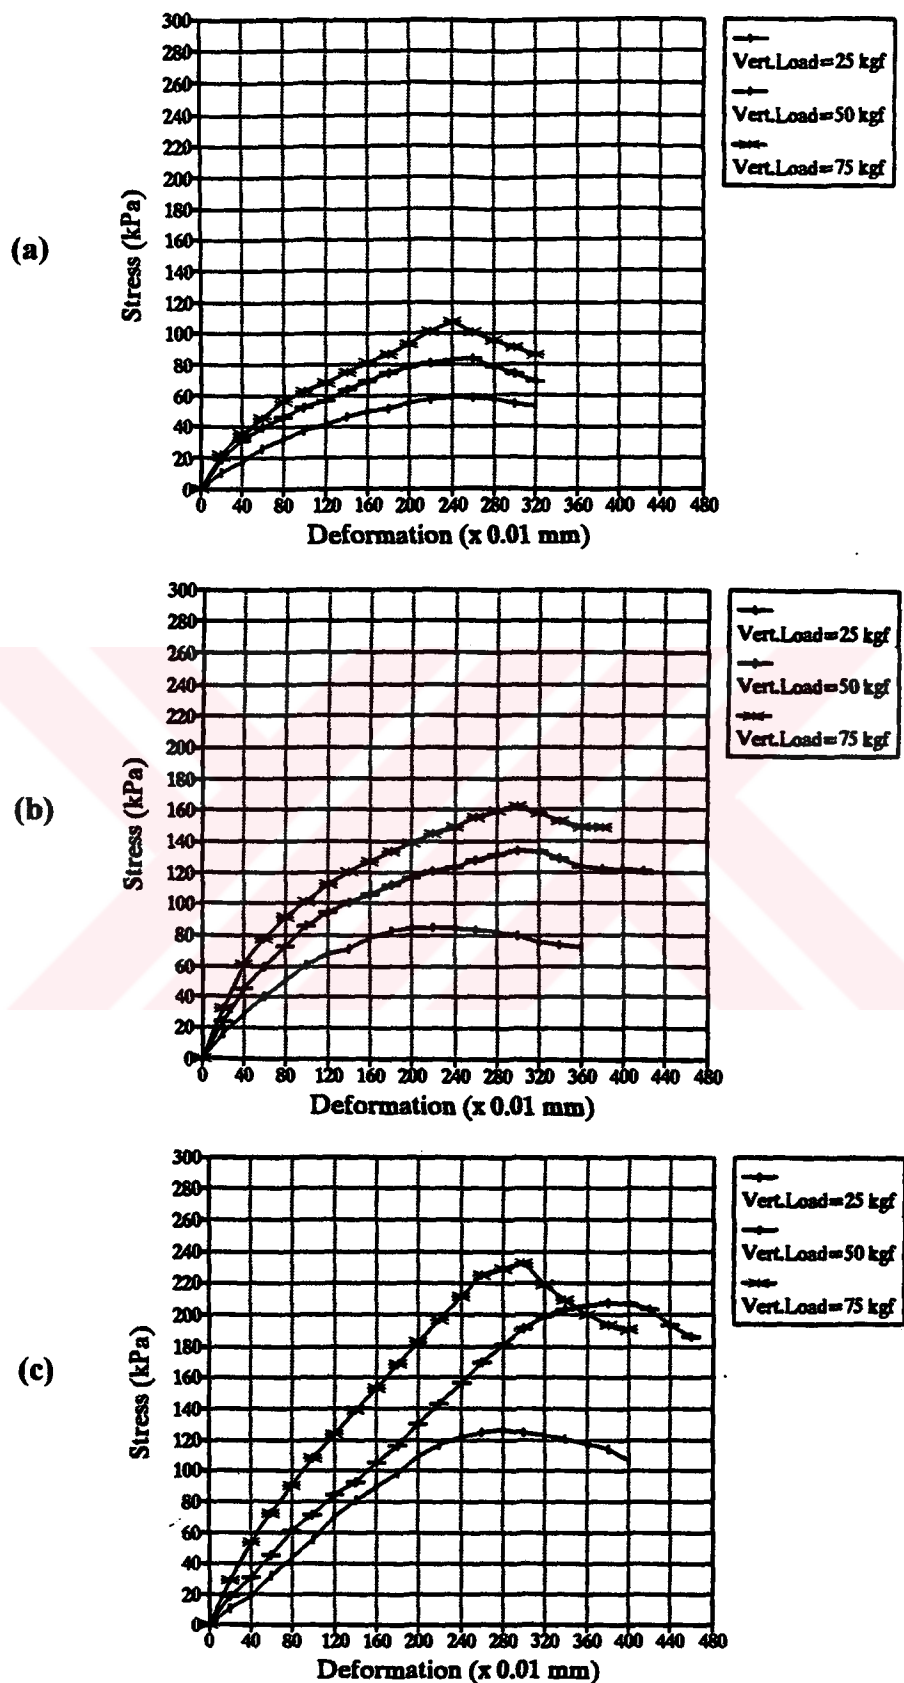 (a)
Stress (kPa)
300
280
260
240
220
200
180
160
140
120
100
80
60
40
20
0
0 40 80 120 160 200 240 280 320 360 400 440 480
Deformation (x 0.01 mm)
Vert.Load=25 kgf
Vert.Load=50 kgf
Vert.Load=75 kgf
(b)
Stress (kPa)
300
280
260
240
220
200
180
160
140
120
100
80
60
40
20
0
0 40 80 120 160 200 240 280 320 360 400 440 480
Deformation (x 0.01 mm)
Vert.Load=25 kgf
Vert.Load=50 kgf
Vert.Load=75 kgf
(c)
Stress (kPa)
300
280
260
240
220
200
180
160
140
120
100
80
60
40
20
0
0 40 80 120 160 200 240 280 320 360 400 440 480
Deformation (x 0.01 mm)
Vert.Load=25 kgf
Vert.Load=50 kgf
Vert.Load=75 kgf